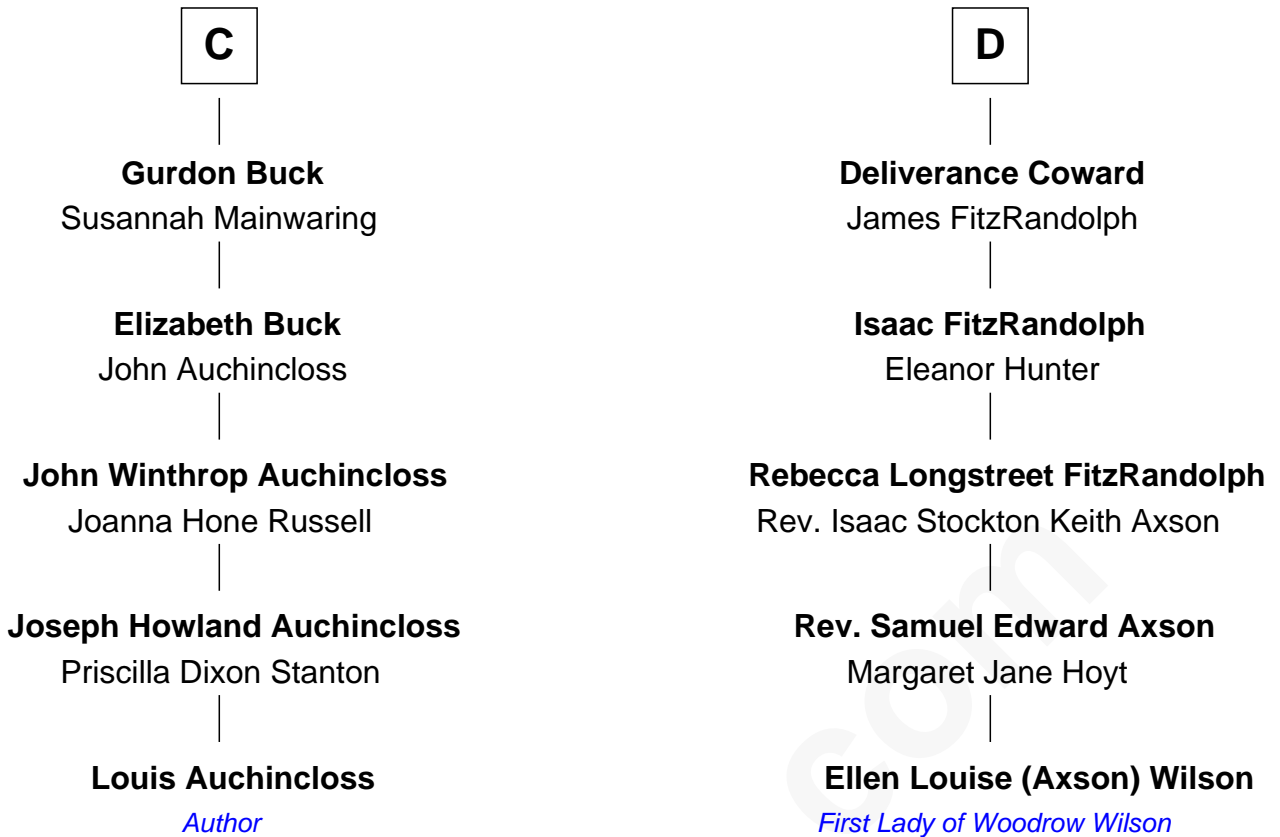 C
Gurdon Buck
Susannah Mainwaring
Elizabeth Buck
John Auchincloss
John Winthrop Auchincloss
Joanna Hone Russell
Joseph Howland Auchincloss
Priscilla Dixon Stanton
Louis Auchincloss
Author
D
Deliverance Coward
James FitzRandolph
Isaac FitzRandolph
Eleanor Hunter
Rebecca Longstreet FitzRandolph
Rev. Isaac Stockton Keith Axson
Rev. Samuel Edward Axson
Margaret Jane Hoyt
Ellen Louise (Axson) Wilson
First Lady of Woodrow Wilson
com